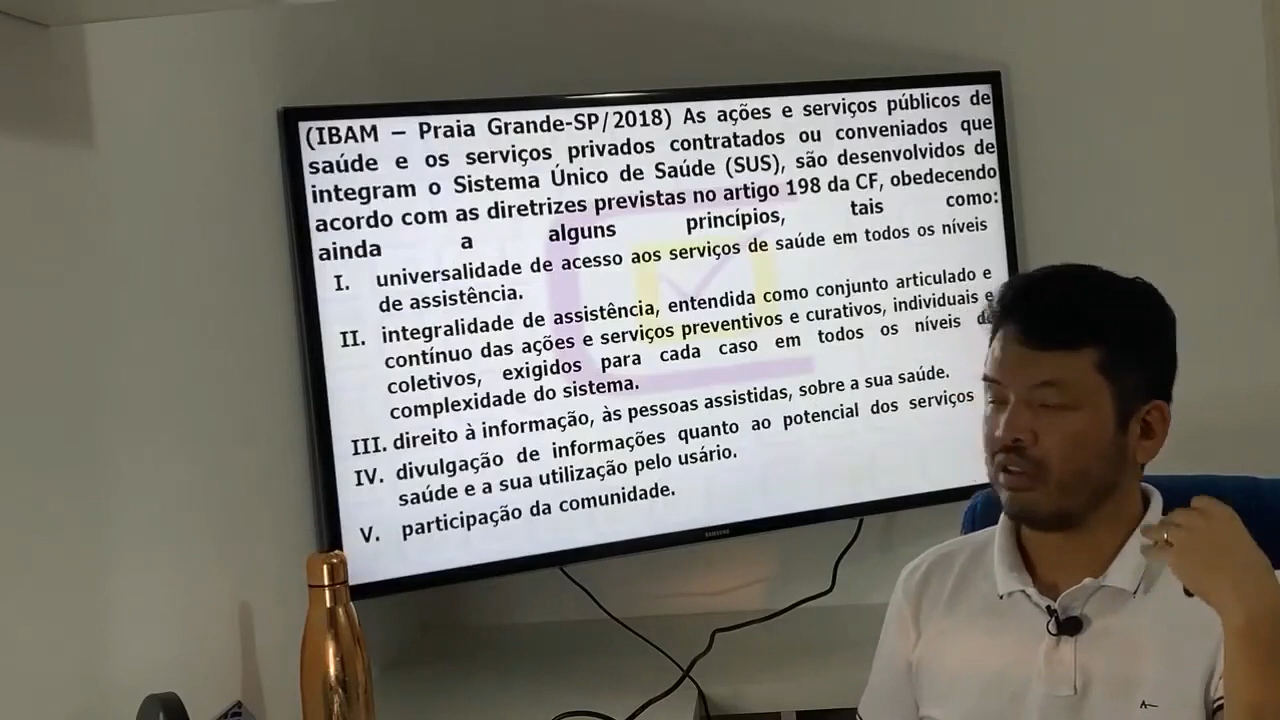 (IBAM – Praia Grande-SP/2018) As ações e serviços públicos de
saúde e os serviços privados contratados ou conveniados que
integram o Sistema Único de Saúde (SUS), são desenvolvidos de
acordo com as diretrizes previstas no artigo 198 da CF, obedecendo
ainda a alguns princípios, tais como:
I. universalidade de acesso aos serviços de saúde em todos os níveis
de assistência.
II. integralidade de assistência, entendida como conjunto articulado e
contínuo das ações e serviços preventivos e curativos, individuais e
coletivos, exigidos para cada caso em todos os níveis de
complexidade do sistema.
III. direito à informação, às pessoas assistidas, sobre a sua saúde.
IV. divulgação de informações quanto ao potencial dos serviços
saúde e a sua utilização pelo usário.
V. participação da comunidade.
SAMSUNG